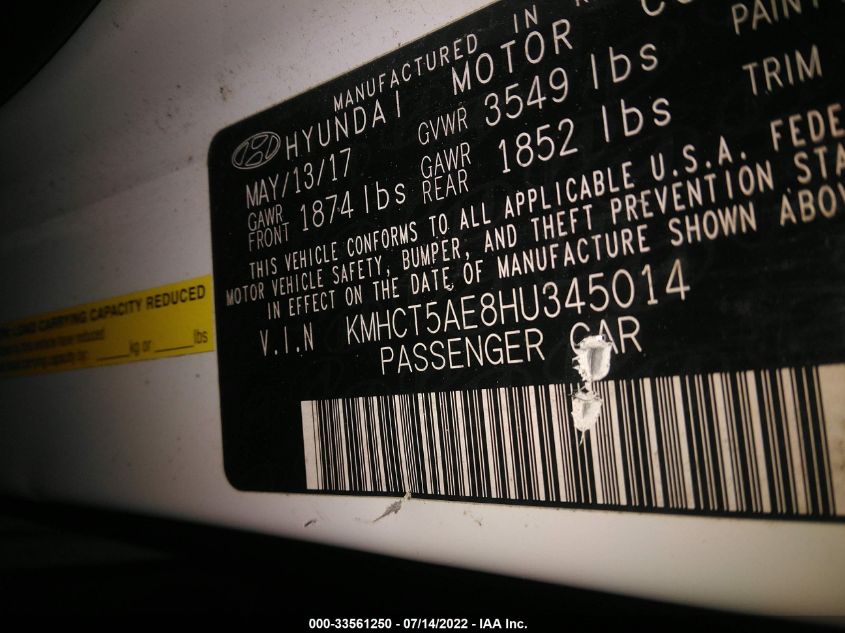 MANUFACTURED IN
HYUNDAI MOTOR
MAY/13/17 GVWR 3549 lbs PAINT
GAWR FRONT 1874 lbs GAWR REAR 1852 lbs TRIM
THIS VEHICLE CONFORMS TO ALL APPLICABLE U.S.A. FEDE
MOTOR VEHICLE SAFETY, BUMPER, AND THEFT PREVENTION STA
IN EFFECT ON THE DATE OF MANUFACTURE SHOWN ABOV
V.I.N KMHCT5AE8HU345014
PASSENGER CAR
LOAD CARRYING CAPACITY REDUCED
kg or lbs
000-33561250 - 07/14/2022 - IAA Inc.